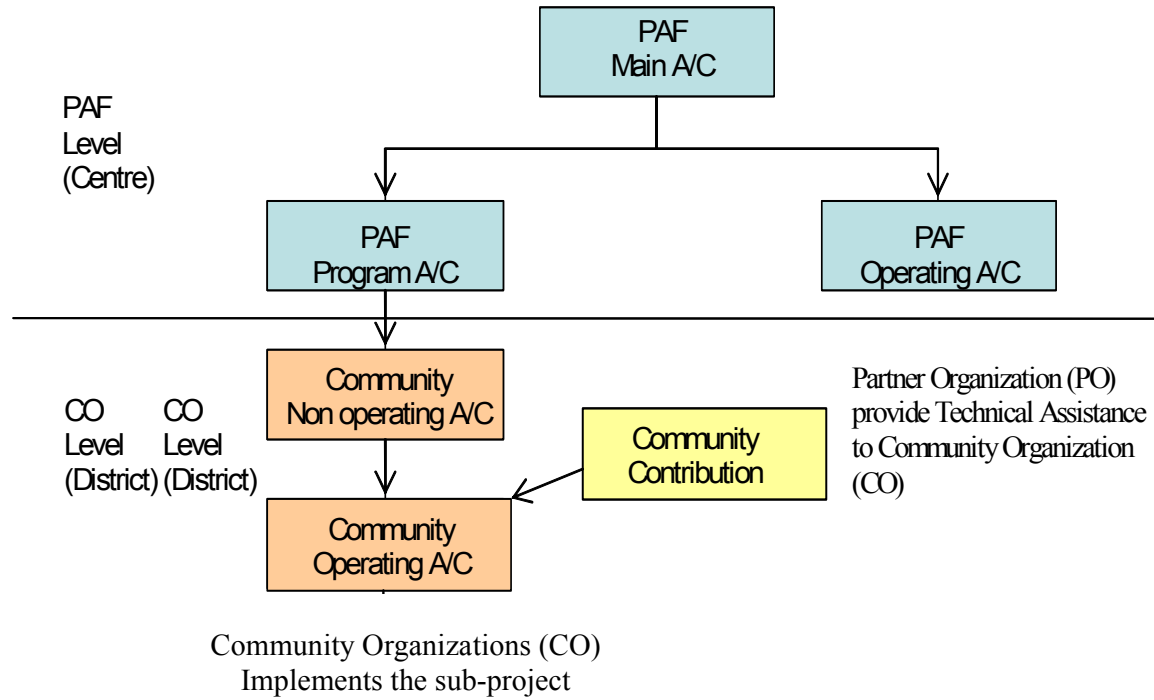 PAF
Main A/C
PAF
Level
(Centre)
PAF
Program A/C
PAF
Operating A/C
Community
Non operating A/C
CO
Level
(District)
CO
Level
(District)
Community
Contribution
Partner Organization (PO)
provide Technical Assistance
to Community Organization
(CO)
Community
Operating A/C
Community Organizations (CO)
Implements the sub-project